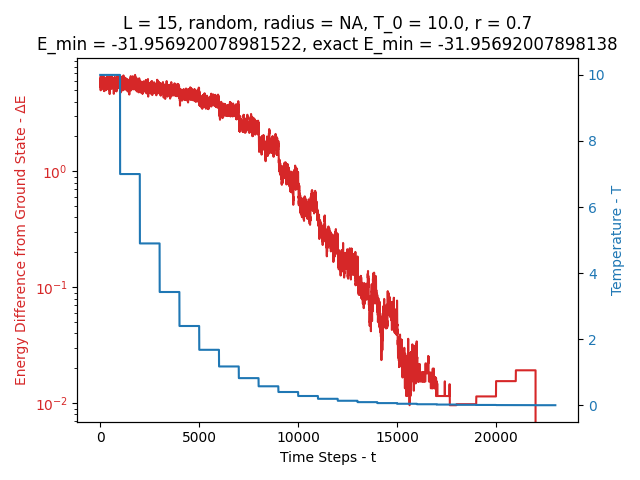 L = 15, random, radius = NA, T_0 = 10.0, r = 0.7
E_min = -31.956920078981522, exact E_min = -31.95692007898138
Energy Difference from Ground State - ΔE
10⁰
10⁻¹
10⁻²
10
8
6
4
2
0
Temperature - T
0
5000
10000
15000
20000
Time Steps - t